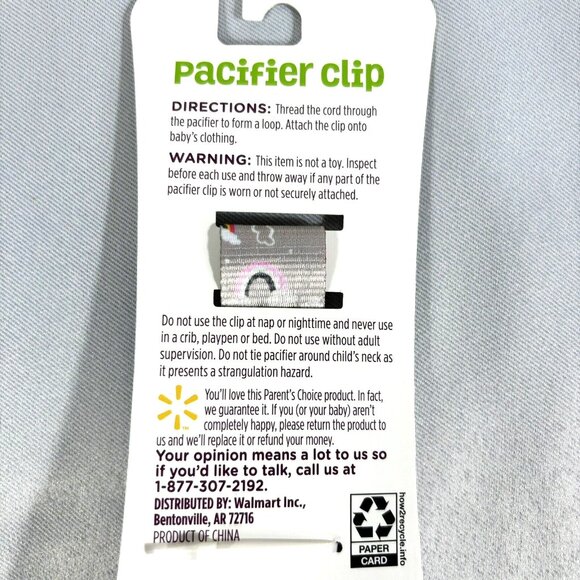 pacifier clip
DIRECTIONS: Thread the cord through
the pacifier to form a loop. Attach the clip onto
baby's clothing.
WARNING: This item is not a toy. Inspect
before each use and throw away if any part of the
pacifier clip is worn or not securely attached.
Do not use the clip at nap or nighttime and never use
in a crib, playpen or bed. Do not use without adult
supervision. Do not tie pacifier around child's neck as
it presents a strangulation hazard.
You'll love this Parent's Choice product. In fact,
we guarantee it. If you (or your baby) aren't
completely happy, please return the product to
us and we'll replace it or refund your money.
Your opinion means a lot to us so
if you'd like to talk, call us at
1-877-307-2192.
DISTRIBUTED BY: Walmart Inc.,
Bentonville, AR 72716
PRODUCT OF CHINA
PAPER
CARD
how2recycle.info